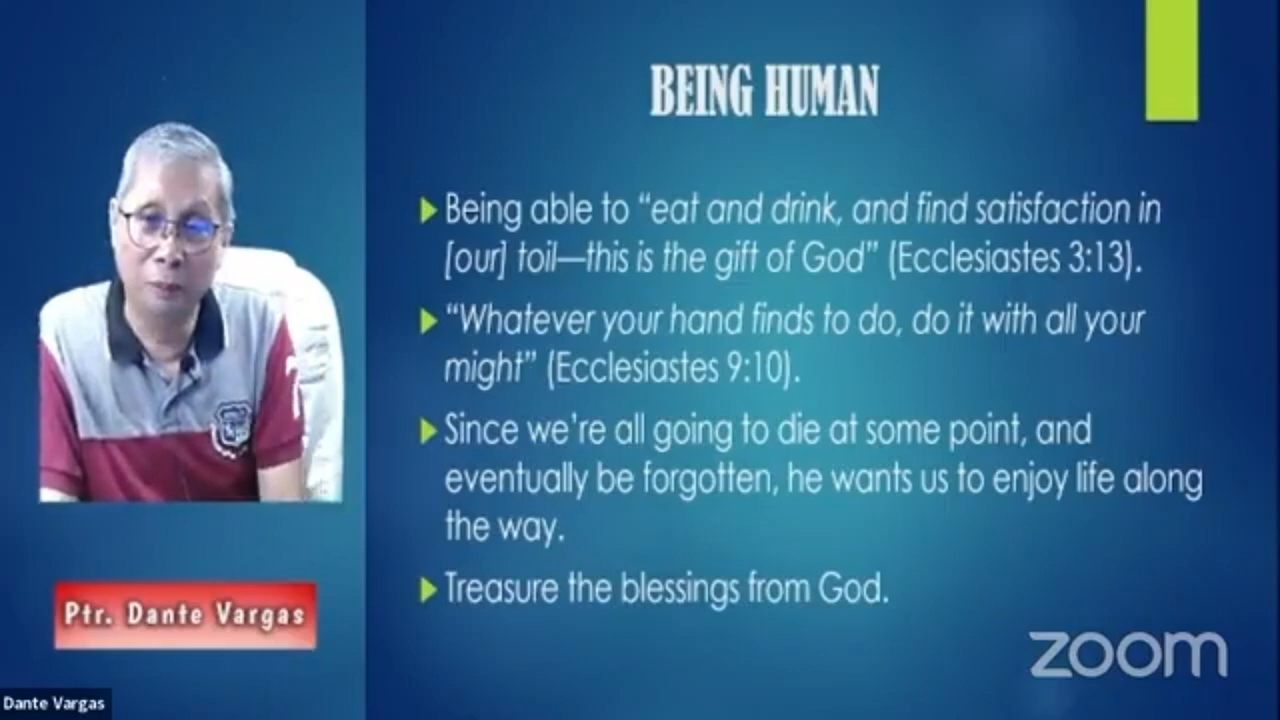 BEING HUMAN
Being able to “eat and drink, and find satisfaction in
[our] toil—this is the gift of God” (Ecclesiastes 3:13).
“Whatever your hand finds to do, do it with all your
might” (Ecclesiastes 9:10).
Since we’re all going to die at some point, and
eventually be forgotten, he wants us to enjoy life along
the way.
Treasure the blessings from God.
Ptr. Dante Vargas
zoom
Dante Vargas